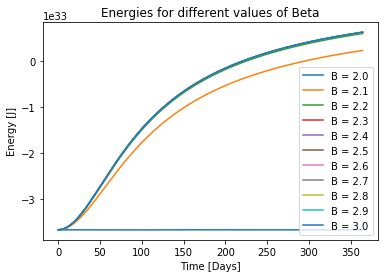 Energies for different values of Beta
1e33
0
−1
−2
−3
Energy [J]
B = 2.0
B = 2.1
B = 2.2
B = 2.3
B = 2.4
B = 2.5
B = 2.6
B = 2.7
B = 2.8
B = 2.9
B = 3.0
0 50 100 150 200 250 300 350
Time [Days]